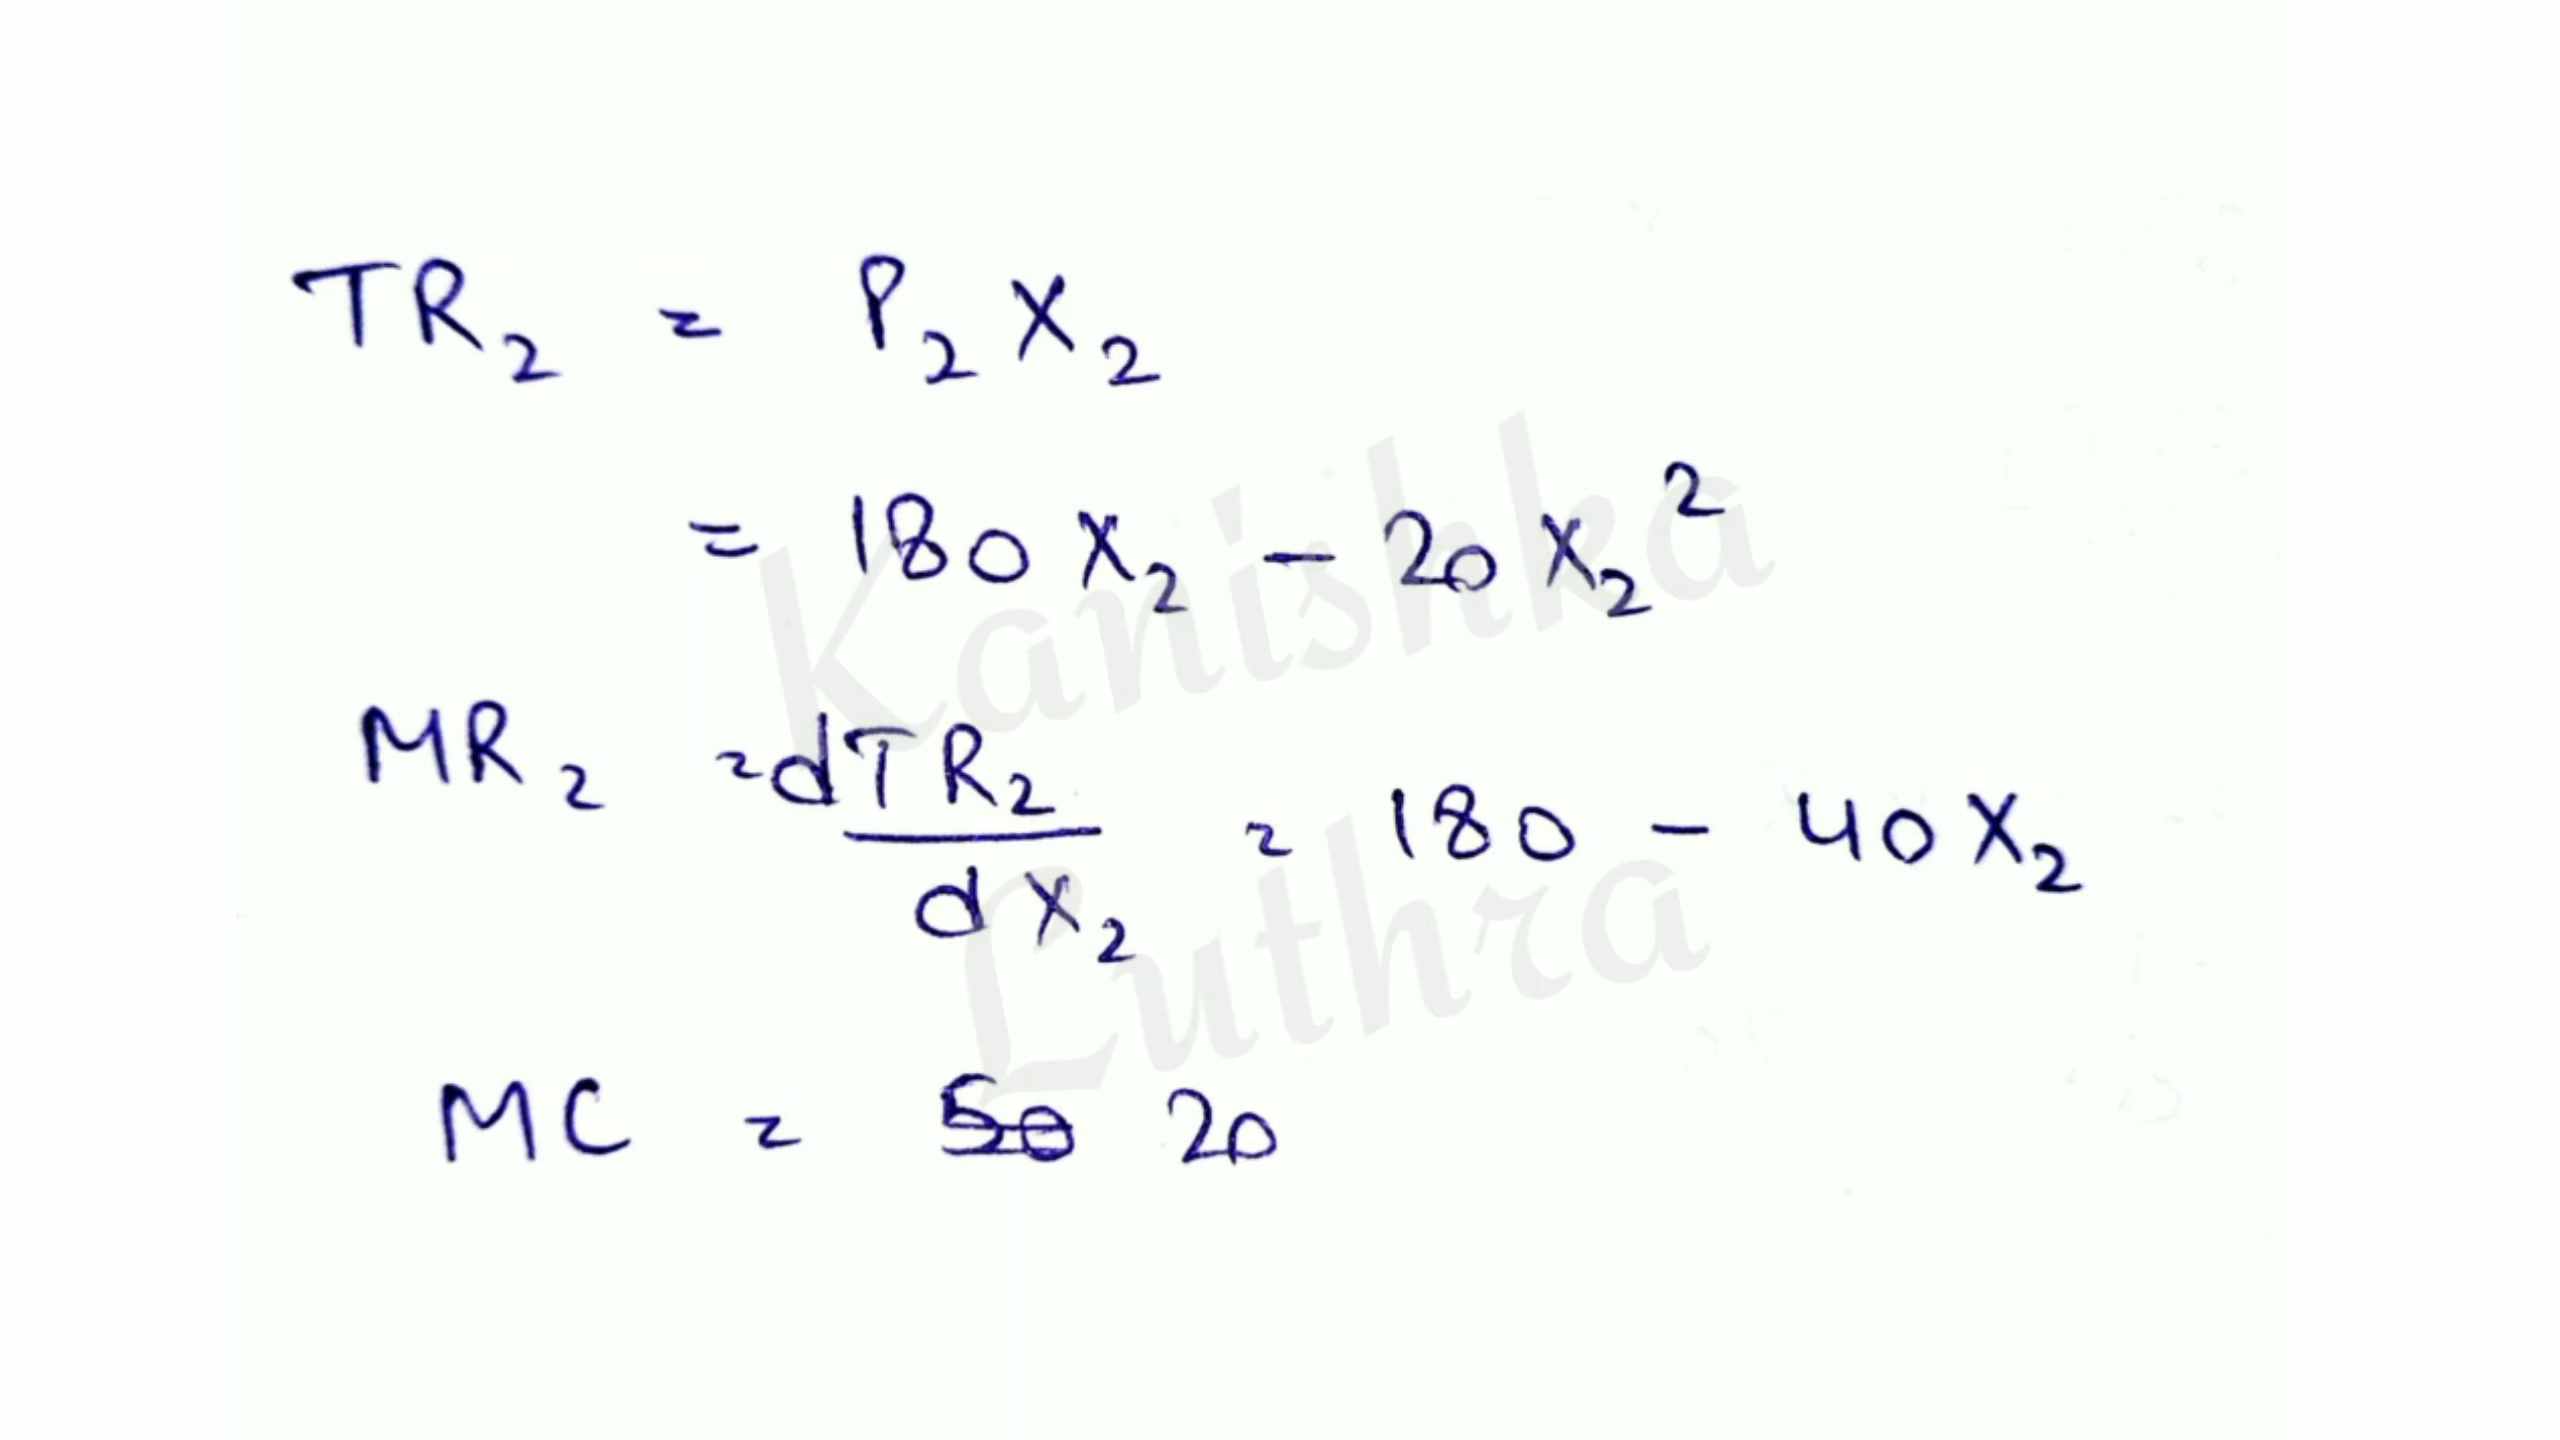 TR₂ = P₂X₂
= 180X₂ - 20X₂²
MR₂ = dTR₂/dX₂ = 180 - 40X₂
MC = 50 20
Kanishka
Luthra